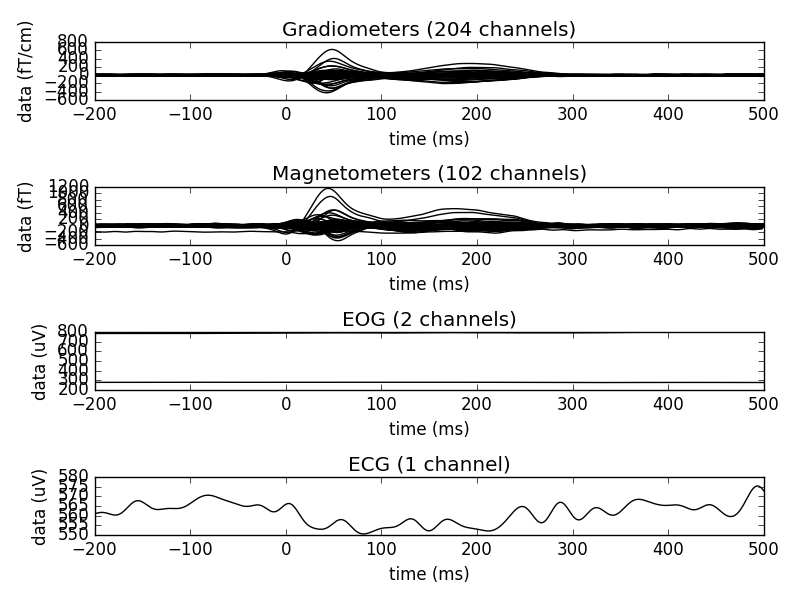 Gradiometers (204 channels)
data (fT/cm)
800
600
400
200
0
−200
−400
−600
−200 −100 0 100 200 300 400 500
time (ms)
Magnetometers (102 channels)
data (fT)
1200
1000
800
600
400
200
0
−200
−400
−600
−200 −100 0 100 200 300 400 500
time (ms)
EOG (2 channels)
data (uV)
800
700
600
500
400
300
200
−200 −100 0 100 200 300 400 500
time (ms)
ECG (1 channel)
data (uV)
580
575
570
565
560
555
550
−200 −100 0 100 200 300 400 500
time (ms)